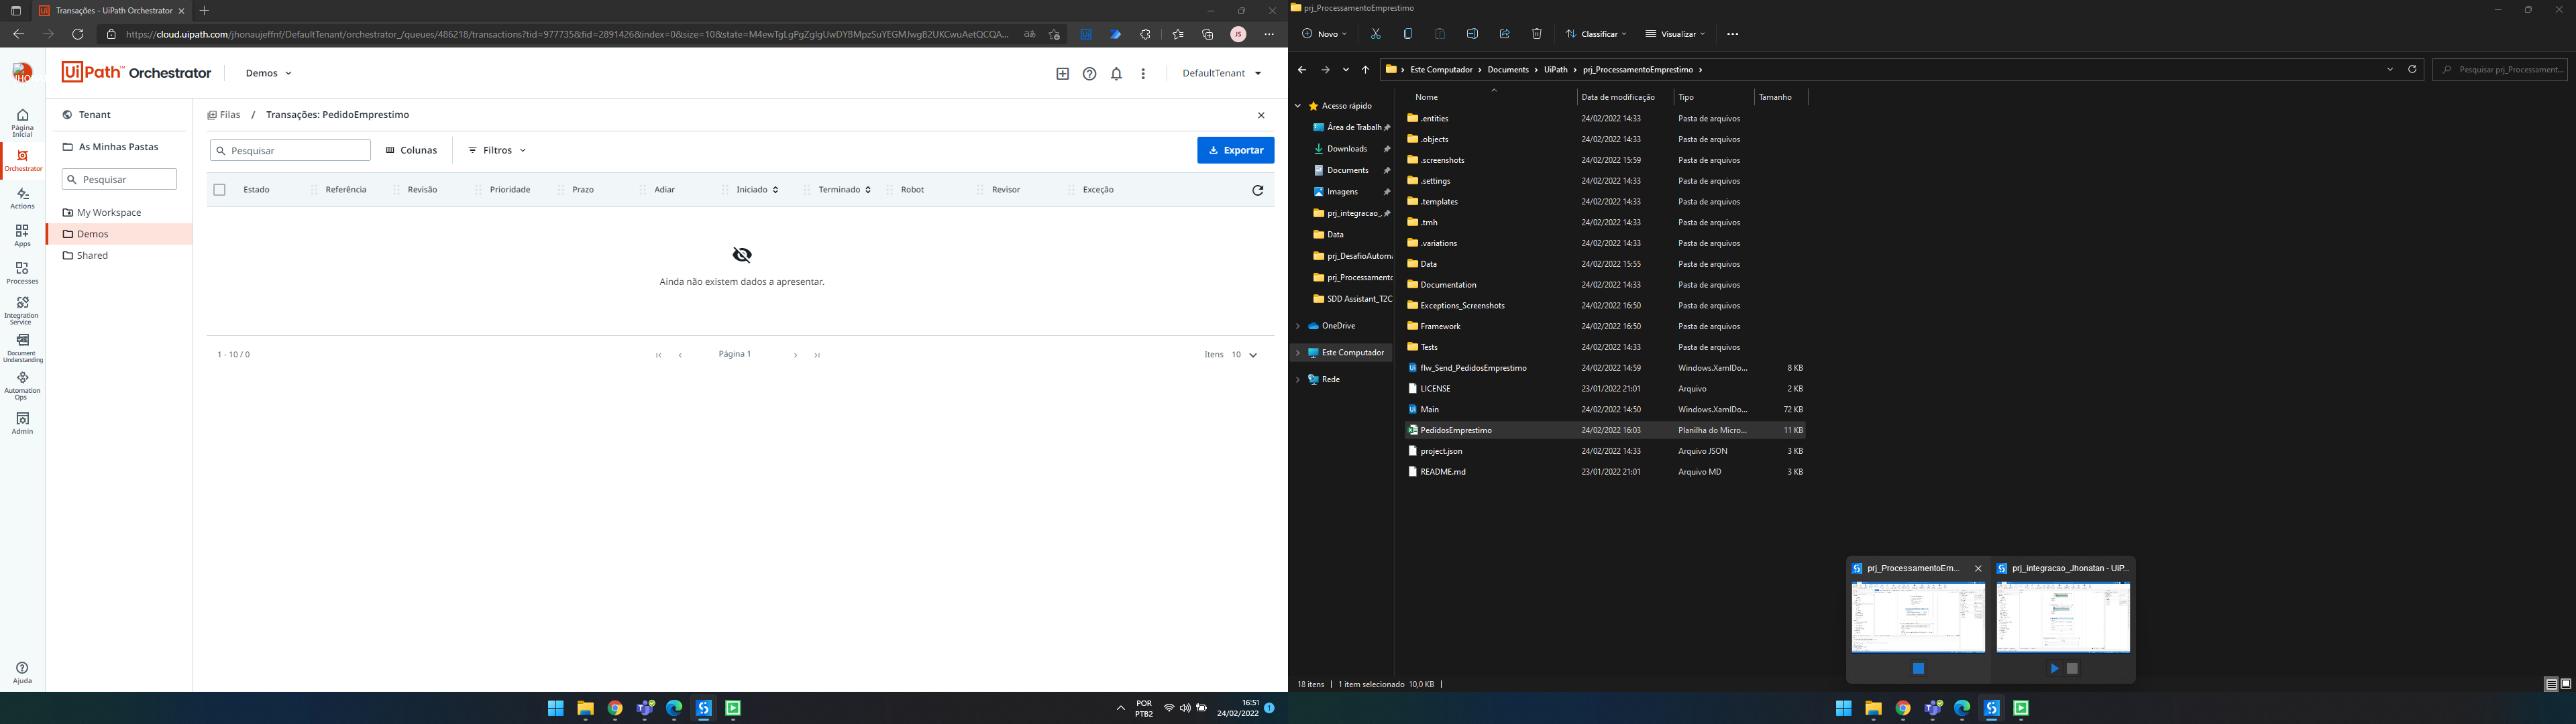 Transações - UiPath Orchestrator
https://cloud.uipath.com/jhonaujeffnf/DefaultTenant/orchestrator_/queues/486218/transactions?tid=977735&fid=2891426&index=0&size=10&state=M4ewTgLgPgZgIgUwDYBMpzSuYEGMJwgB2UKCwuAetQCQA...
JS
UiPath™ Orchestrator
Demos
DefaultTenant
Página Inicial
Orchestrator
Actions
Apps
Processes
Integration Service
Document Understanding
Automation Ops
Admin
Ajuda
Tenant
As Minhas Pastas
Pesquisar
My Workspace
Demos
Shared
Filas / Transações: PedidoEmprestimo
Pesquisar
Colunas
Filtros
Exportar
Estado Referência Revisão Prioridade Prazo Adiar Iniciado Terminado Robot Revisor Exceção
Ainda não existem dados a apresentar.
1 - 10 / 0
Página 1
Itens 10
POR
PTB2
16:51
24/02/2022
1
prj_ProcessamentoEmprestimo
Novo
Classificar
Visualizar
Este Computador > Documents > UiPath > prj_ProcessamentoEmprestimo >
Pesquisar prj_Processament...
Acesso rápido
Área de Trabalh
Downloads
Documents
Imagens
prj_integracao_
Data
prj_DesafioAutoma
prj_Processamento
SDD Assistant_T2C
OneDrive
Este Computador
Rede
Nome Data de modificação Tipo Tamanho
.entities 24/02/2022 14:33 Pasta de arquivos
.objects 24/02/2022 14:33 Pasta de arquivos
.screenshots 24/02/2022 15:59 Pasta de arquivos
.settings 24/02/2022 14:33 Pasta de arquivos
.templates 24/02/2022 14:33 Pasta de arquivos
.tmh 24/02/2022 14:33 Pasta de arquivos
.variations 24/02/2022 14:33 Pasta de arquivos
Data 24/02/2022 15:55 Pasta de arquivos
Documentation 24/02/2022 14:33 Pasta de arquivos
Exceptions_Screenshots 24/02/2022 16:50 Pasta de arquivos
Framework 24/02/2022 16:50 Pasta de arquivos
Tests 24/02/2022 14:33 Pasta de arquivos
flw_Send_PedidosEmprestimo 24/02/2022 14:59 Windows.XamlDo... 8 KB
LICENSE 23/01/2022 21:01 Arquivo 2 KB
Main 24/02/2022 14:50 Windows.XamlDo... 72 KB
PedidosEmprestimo 24/02/2022 16:03 Planilha do Micro... 11 KB
project.json 24/02/2022 14:33 Arquivo JSON 3 KB
README.md 23/01/2022 21:01 Arquivo MD 3 KB
prj_ProcessamentoEm...
prj_integracao_Jhonatan - UiP...
18 itens
1 item selecionado 10,0 KB